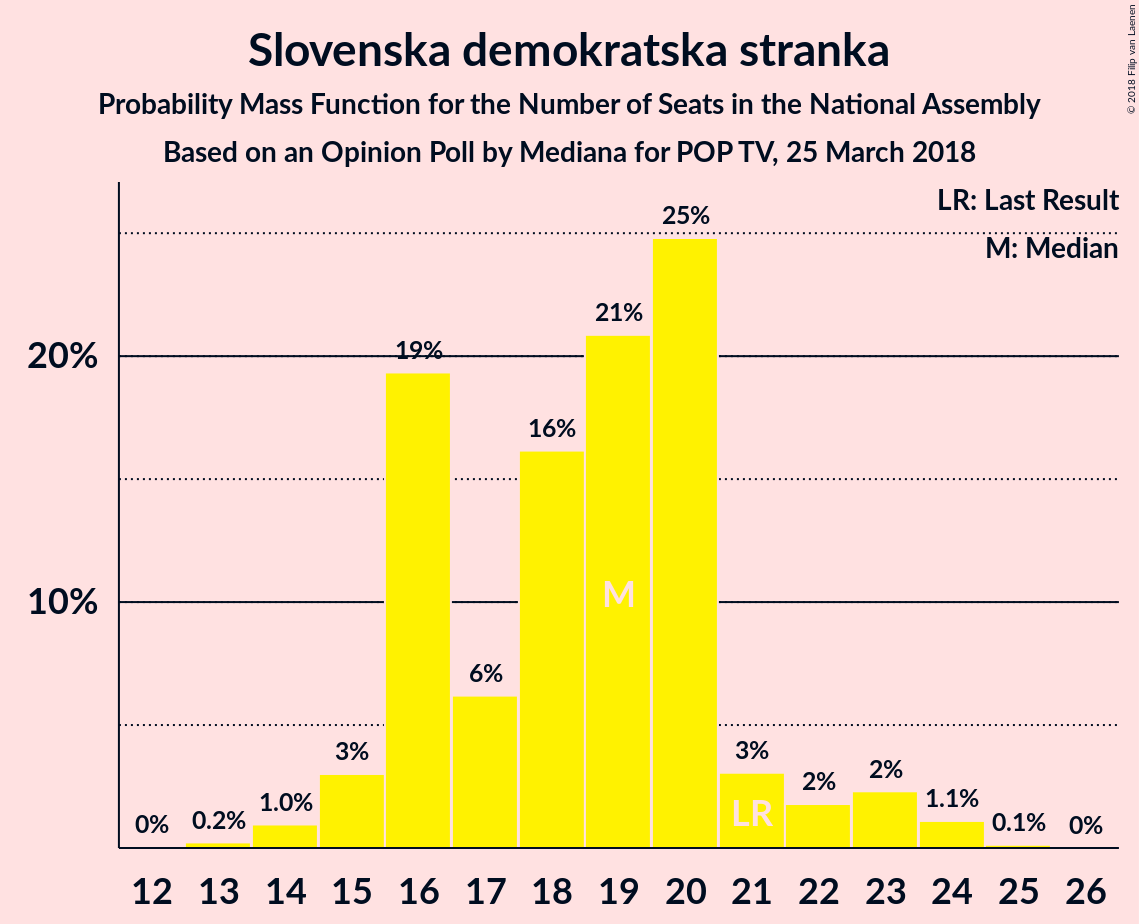 Slovenska demokratska stranka
Probability Mass Function for the Number of Seats in the National Assembly
Based on an Opinion Poll by Mediana for POP TV, 25 March 2018
© 2018 Filip van Laenen
LR: Last Result
M: Median
20%
10%
0%
0.2%
1.0%
3%
19%
6%
16%
21%
25%
3%
2%
2%
1.1%
0.1%
0%
M
LR
12 13 14 15 16 17 18 19 20 21 22 23 24 25 26